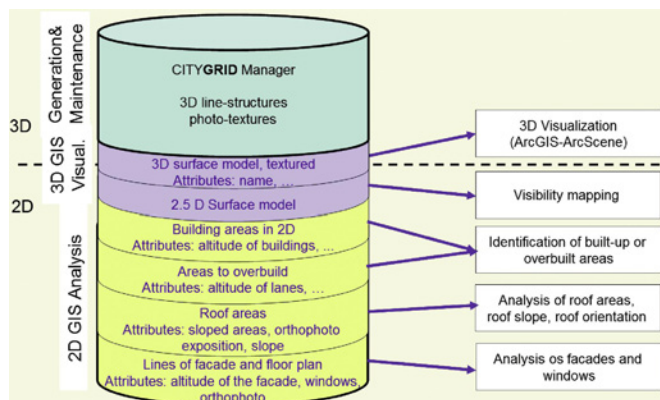 Generation&
Maintenance
3D GIS
Visual.
2D GIS Analysis
3D
2D
CITYGRID Manager
3D line-structures
photo-textures
3D surface model, textured
Attributes: name, ...
2.5 D Surface model
Building areas in 2D
Attributes: altitude of buildings, ...
Areas to overbuild
Attributes: altitude of lanes, ...
Roof areas
Attributes: sloped areas, orthophoto
exposition, slope
Lines of facade and floor plan
Attributes: altitude of the facade, windows,
orthophoto
3D Visualization
(ArcGIS-ArcScene)
Visibility mapping
Identification of built-up or
overbuilt areas
Analysis of roof areas,
roof slope, roof orientation
Analysis os facades and
windows